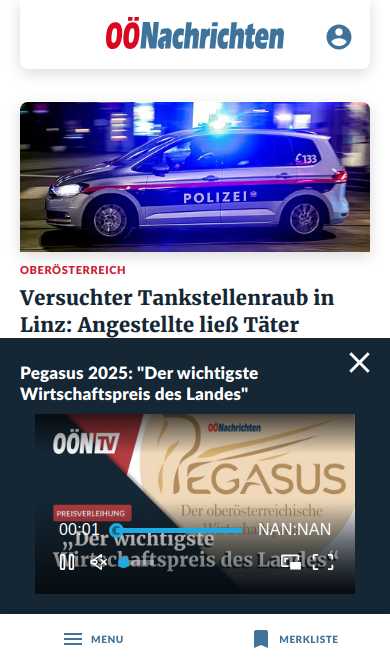 OÖNachrichten
133
POLIZEI
OBERÖSTERREICH
Versuchter Tankstellenraub in
Linz: Angestellte ließ Täter
Pegasus 2025: "Der wichtigste
Wirtschaftspreis des Landes"
OÖN TV
OÖNachrichten
PEGASUS
PREISVERLEIHUNG
Der oberösterreichische
00:01
NAN:NAN
„Der wichtigste
Wirtschaftspreis des Landes“
MENU
MERKLISTE